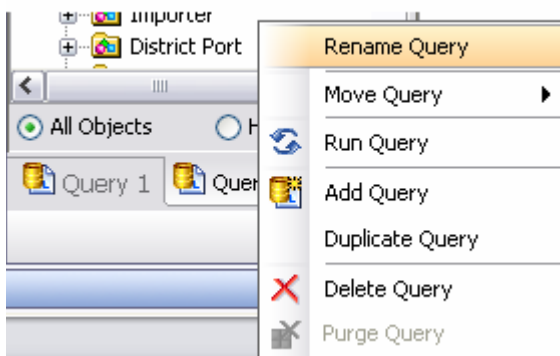 Importer
District Port
All Objects
H
Query 1
Quer
Rename Query
Move Query
Run Query
Add Query
Duplicate Query
Delete Query
Purge Query